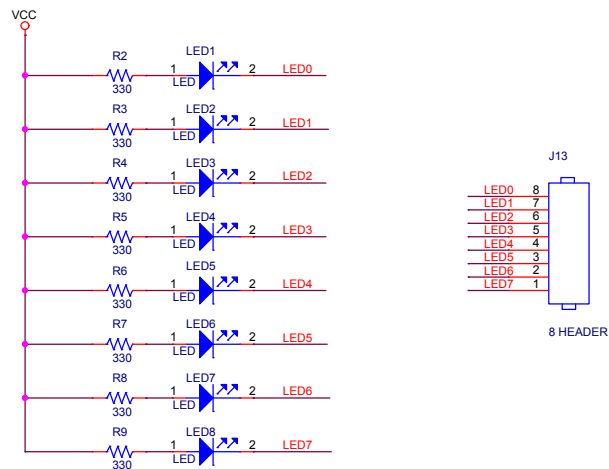 VCC
R2 LED1
1 2 LED0
330 LED
R3 LED2
1 2 LED1
330 LED
R4 LED3
1 2 LED2
330 LED
R5 LED4
1 2 LED3
330 LED
R6 LED5
1 2 LED4
330 LED
R7 LED6
1 2 LED5
330 LED
R8 LED7
1 2 LED6
330 LED
R9 LED8
1 2 LED7
330 LED
J13
LED0 8
LED1 7
LED2 6
LED3 5
LED4 4
LED5 3
LED6 2
LED7 1
8 HEADER